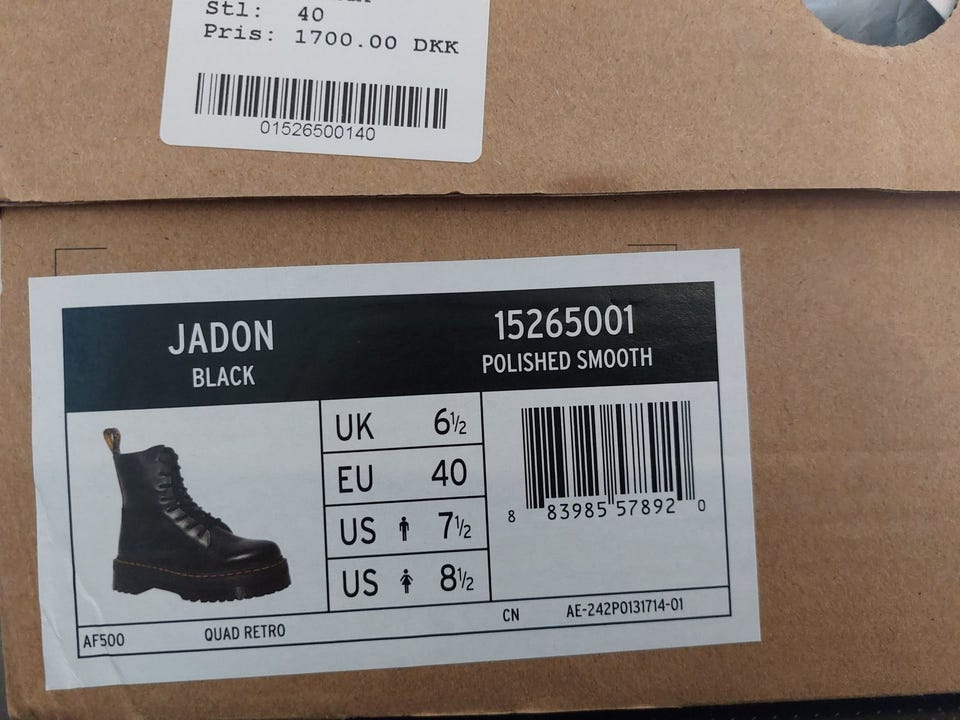 Stl: 40
Pris: 1700.00 DKK
01526500140
JADON
BLACK
15265001
POLISHED SMOOTH
UK 6½
EU 40
US 7½
US 8½
8 83985 57892 0
AF500 QUAD RETRO CN AE-242P0131714-01